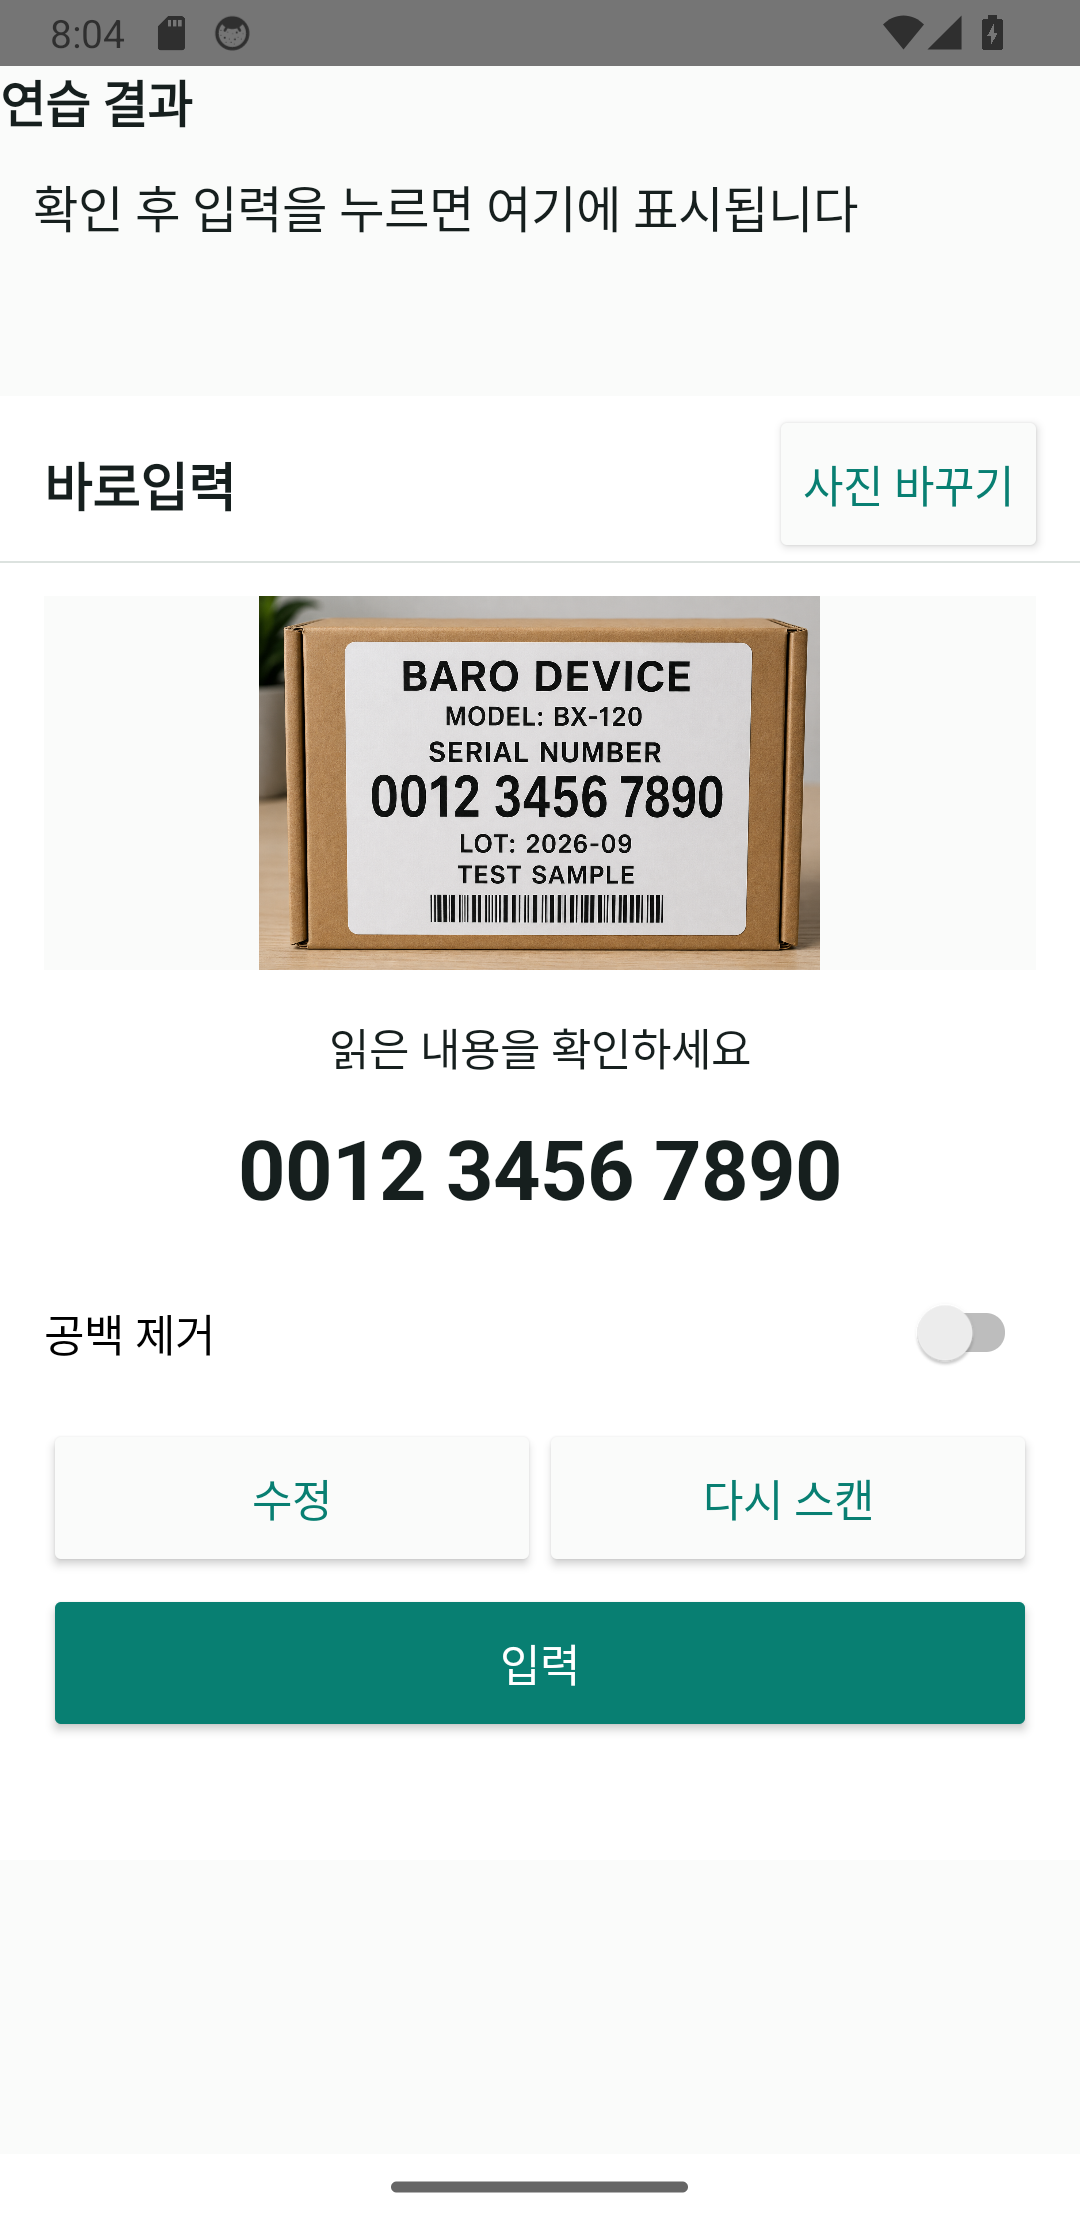 8:04
연습 결과
확인 후 입력을 누르면 여기에 표시됩니다
바로입력
사진 바꾸기
BARO DEVICE
MODEL: BX-120
SERIAL NUMBER
0012 3456 7890
LOT: 2026-09
TEST SAMPLE
읽은 내용을 확인하세요
0012 3456 7890
공백 제거
수정
다시 스캔
입력